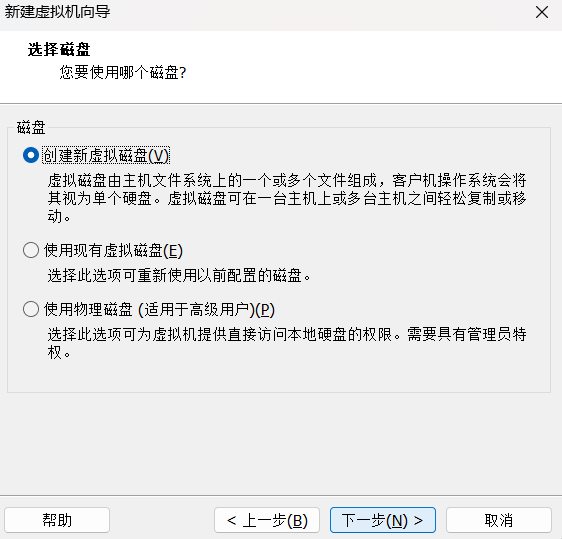 新建虚拟机向导
选择磁盘
您要使用哪个磁盘?
磁盘
创建新虚拟磁盘(V)
虚拟磁盘由主机文件系统上的一个或多个文件组成，客户机操作系统会将
其视为单个硬盘。虚拟磁盘可在一台主机上或多台主机之间轻松复制或移
动。
使用现有虚拟磁盘(E)
选择此选项可重新使用以前配置的磁盘。
使用物理磁盘 (适用于高级用户)(P)
选择此选项可为虚拟机提供直接访问本地硬盘的权限。需要具有管理员特
权。
帮助
< 上一步(B)
下一步(N) >
取消